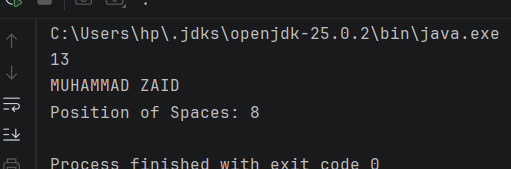 C:\Users\hp\.jdks\openjdk-25.0.2\bin\java.exe
13
MUHAMMAD ZAID
Position of Spaces: 8
Process finished with exit code 0